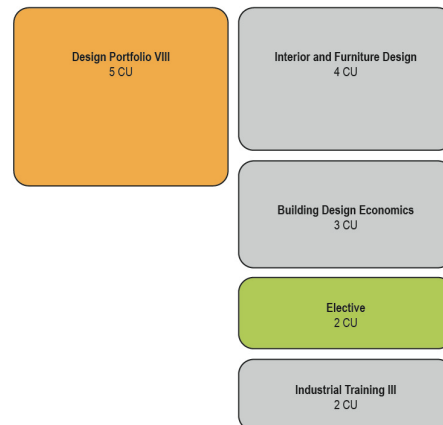 Design Portfolio VIII
5 CU
Interior and Furniture Design
4 CU
Building Design Economics
3 CU
Elective
2 CU
Industrial Training III
2 CU